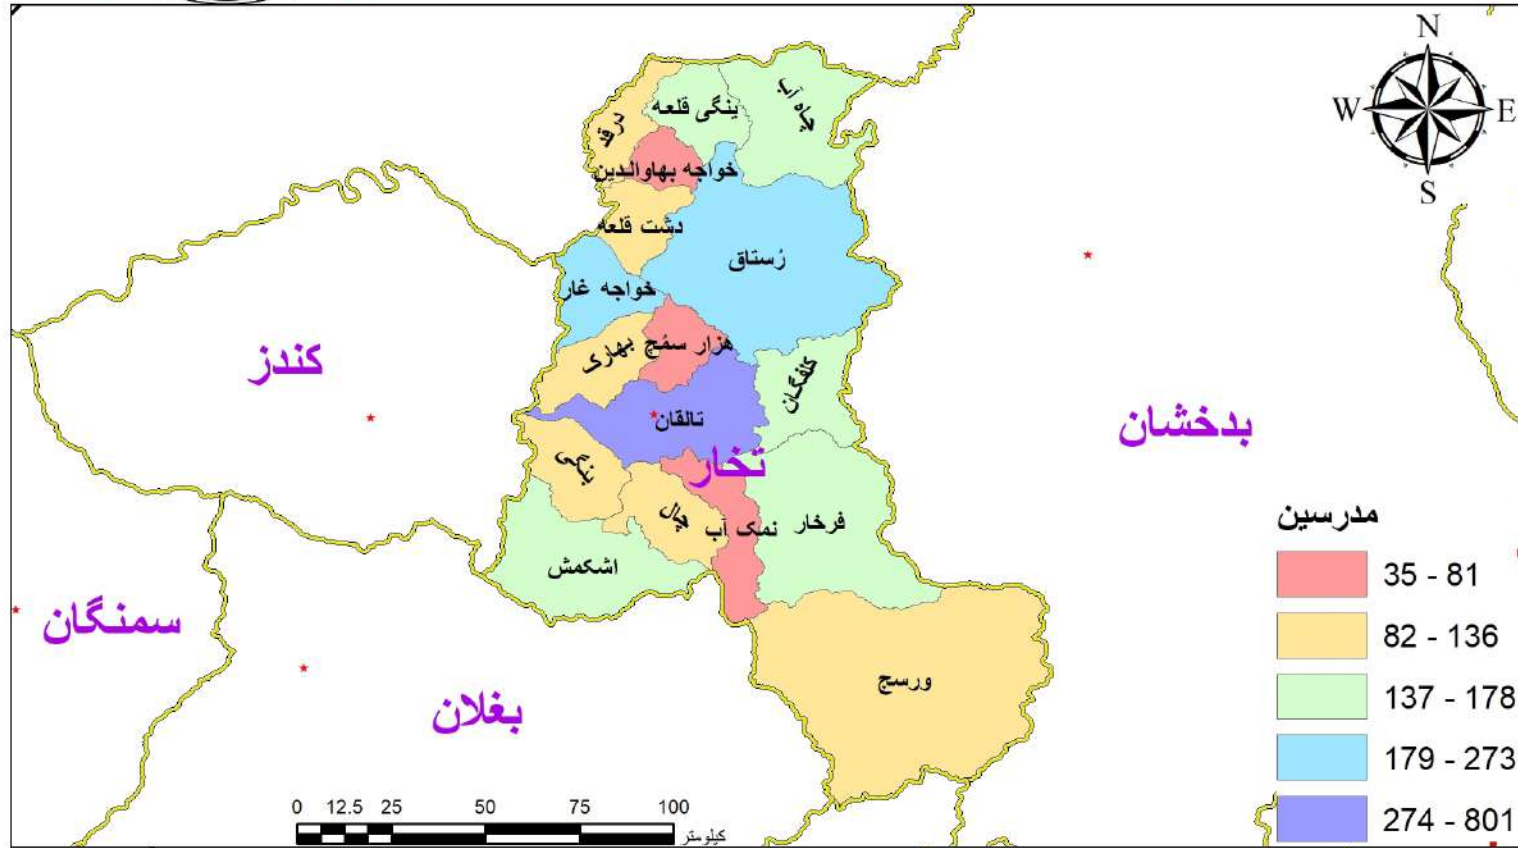 N
W
E
S
چاه آب
ینگی قلعه
درقد
خواجه بهاوالدین
دشت قلعه
رُستاق
خواجه غار
هزار سمُچ
بهارک
کندز
کلفگان
تالقان
بدخشان
تخار
بنگی
چال
نمک آب
فرخار
اشکمش
سمنگان
ورسج
بغلان
مدرسین
35 - 81
82 - 136
137 - 178
179 - 273
274 - 801
0 12.5 25 50 75 100
کیلومتر